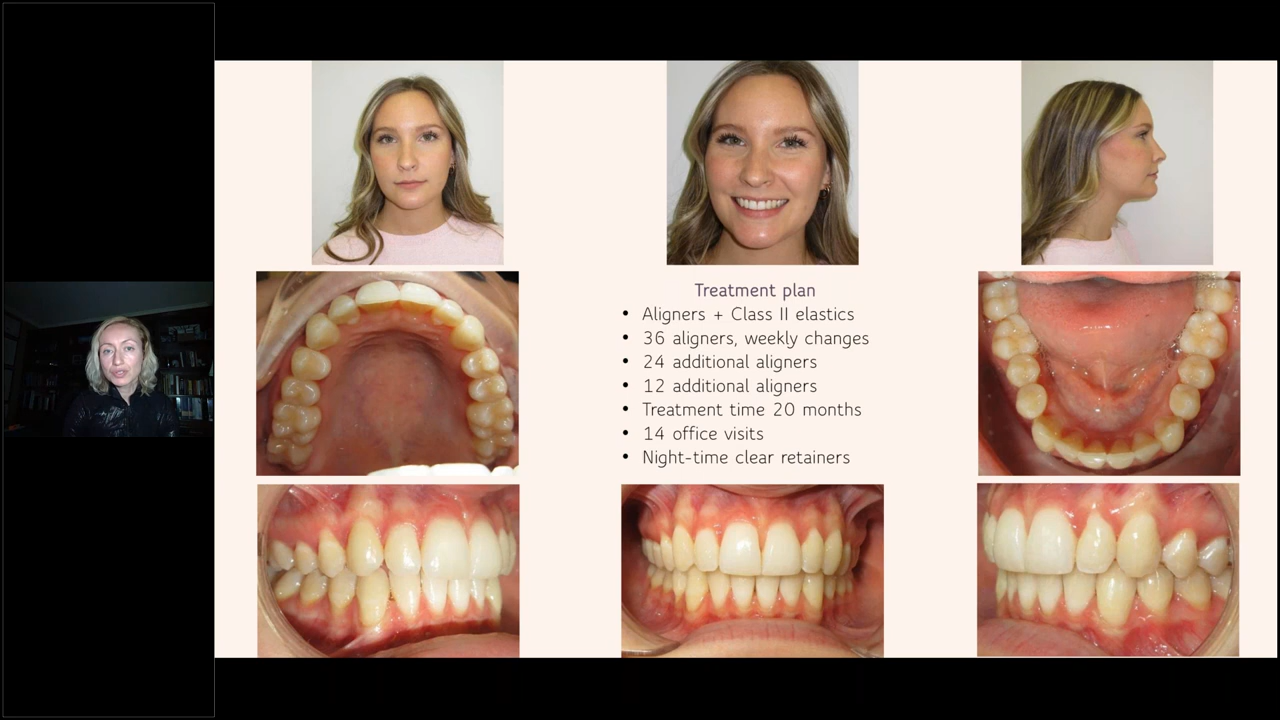 Treatment plan
• Aligners + Class II elastics
• 36 aligners, weekly changes
• 24 additional aligners
• 12 additional aligners
• Treatment time 20 months
• 14 office visits
• Night-time clear retainers